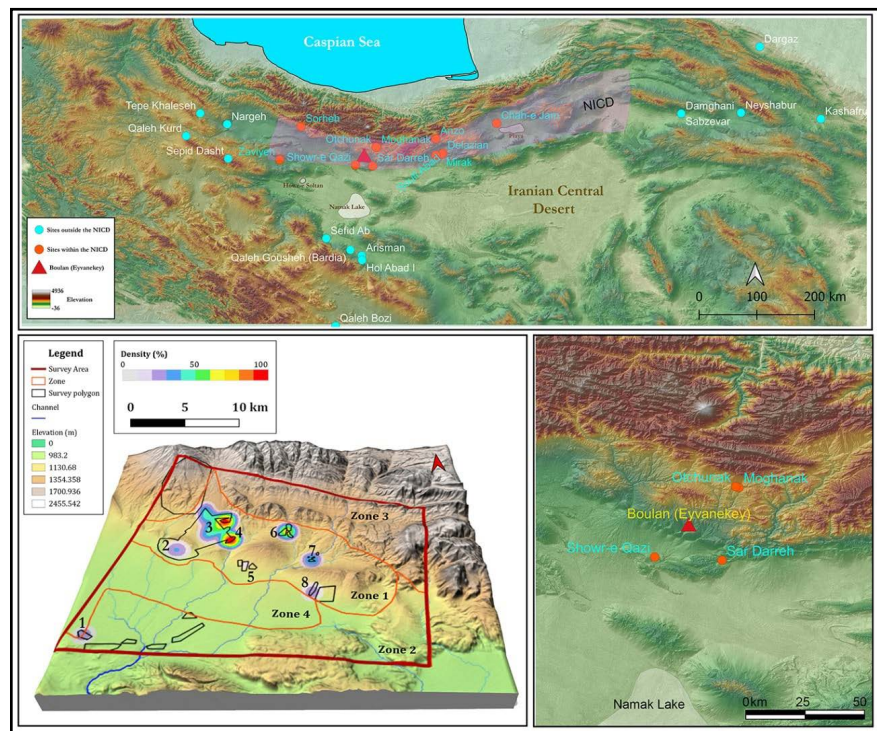 Caspian Sea
Dargaz
Tepe Khaleseh
Nargeh
Sorheh
Qaleh Kurd
Sepid Dasht
Zaviyeh
Otchunak
Moghanak
Showr-e Qazi
Sar Darreh
Chah-e Jam
Delazian
Mirak
NICD
Damghani
Sabzevar
Neyshabur
Kashafru
Namak Lake
Iranian Central
Desert
Sefid Ab
Arisman
Qaleh Gousheh (Bardia)
Hol Abad I
Qaleh Bozi
Sites outside the NICD
Sites within the NICD
Boulan (Eyvanekey)
4936
Elevation
-36
0 100 200 km
Legend
Survey Area
Zone
Survey polygon
Channel
Elevation (m)
0
983.2
1130.68
1354.358
1700.936
2455.542
Density (%)
0 50 100
0 5 10 km
Zone 3
3
4
6
2
7
5
8
Zone 1
Zone 4
1
Zone 2
Otchunak
Moghanak
Boulan (Eyvanekey)
Showr-e Qazi
Sar Darreh
Namak Lake
0km 25 50